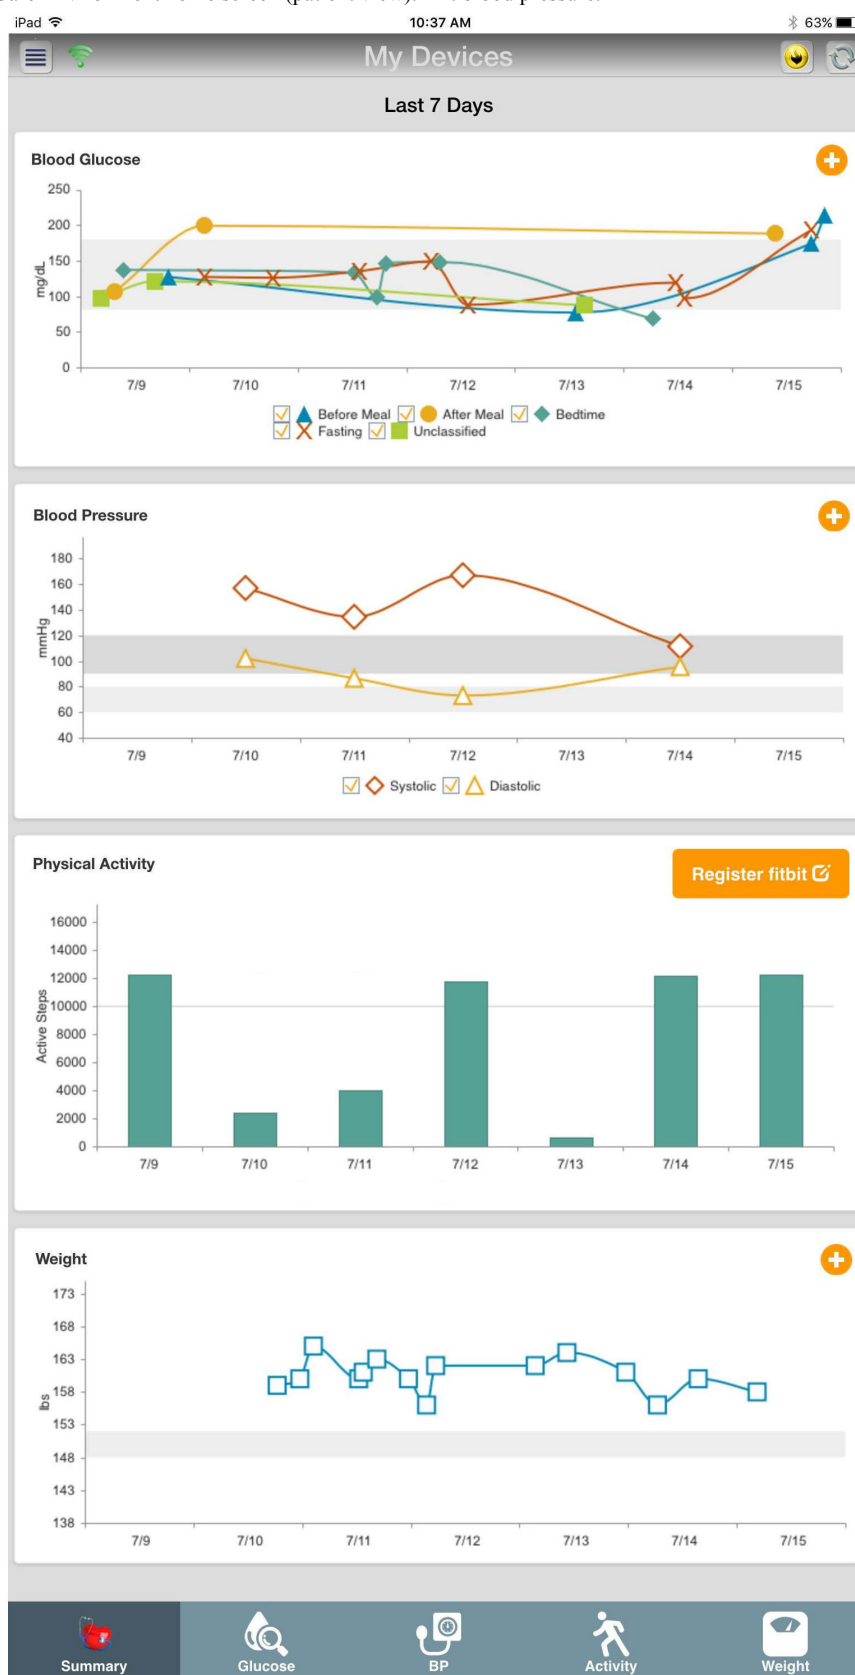 iPad
10:37 AM
63%
My Devices
Last 7 Days
Blood Glucose
250
200
150
100
50
0
mg/dL
7/9 7/10 7/11 7/12 7/13 7/14 7/15
Before Meal After Meal Bedtime
Fasting Unclassified
Blood Pressure
180
160
140
120
100
80
60
40
mmHg
7/9 7/10 7/11 7/12 7/13 7/14 7/15
Systolic Diastolic
Physical Activity
Register fitbit
16000
14000
12000
10000
8000
6000
4000
2000
0
Active Steps
7/9 7/10 7/11 7/12 7/13 7/14 7/15
Weight
173
168
163
158
153
148
143
138
lbs
7/9 7/10 7/11 7/12 7/13 7/14 7/15
Summary Glucose BP Activity Weight